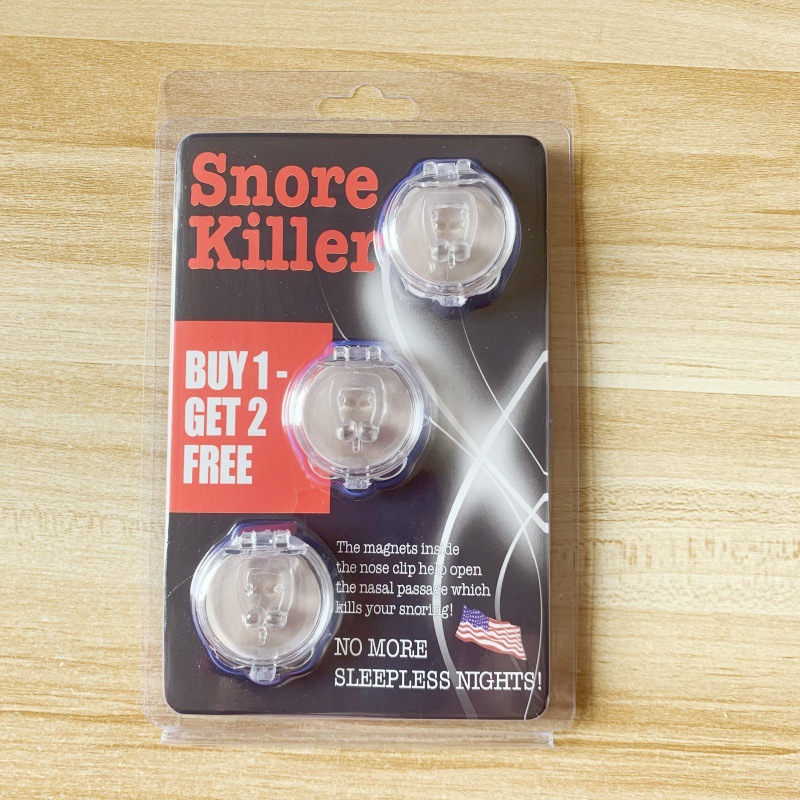 Snore
Killer
BUY 1 -
GET 2
FREE
The magnets inside
the nose clip help open
the nasal passage which
kills your snoring!
NO MORE
SLEEPLESS NIGHTS!